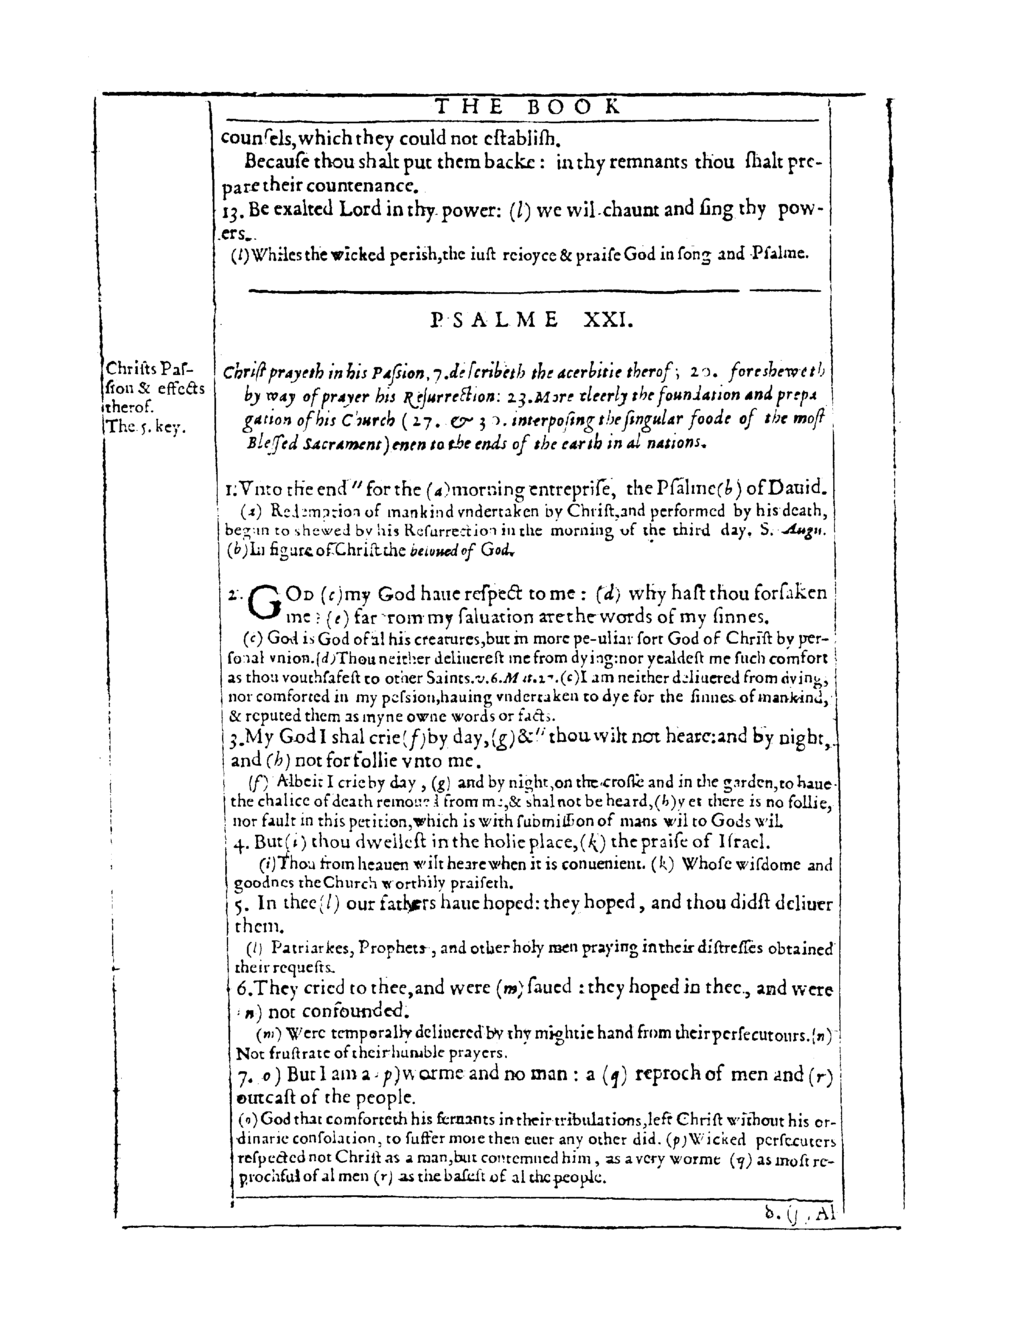 THE BOOK
counſels, which they could not eſtabliſh.
Becauſe thou shalt put them backe : in thy remnants thou ſhalt pre-
pare their countenance.
13. Be exalted Lord in thy power: (l) we wil chaunt and ſing thy pow-
ers.
(l) Whiles the wicked perish, the iuſt reioyce & praiſe God in ſong and Pſalme.
PSALME XXI.
Chriſts Paſ-
ſion & effects
therof.
The 5. key.
Chriſt prayeth in his Paſsion, 7. deſcribeth the acerbitie therof; 20. foresheweth
by way of prayer his Reſurrection: 23. More cleerly the foundation and propa
gation of his Church (27. & 30. interpoſing the ſingular foode of the moſt
Bleſſed Sacrament) euen to the ends of the earth in al nations.
1. Vnto the end " for the (a) morning entrepriſe, the Pſalme (b) of Dauid.
(a) Redemption of mankind vndertaken by Chriſt, and performed by his death,
begun to shewed by his Reſurrection in the morning of the third day. S. Augu.
(b) In figure of Chriſt the beloued of God.
2. GOD (c) my God haue reſpect to me : (d) why haſt thou forſaken
me ? (e) far from my ſaluation are the words of my ſinnes.
(c) God is God of al his creatures, but in more peculiar ſort God of Chriſt by per-
ſonal vnion. (d) Thou neither deliuereſt me from dying: nor yealdeſt me ſuch comfort
as thou vouthſafeſt to other Saints. v. 6. Mat. 27. (e) I am neither deliuered from dying,
nor comforted in my peſsion, hauing vndertaken to dye for the ſinnes of mankind,
& reputed them as myne owne words or facts.
3. My God I shal crie (f) by day, (g) & " thou wilt not heare: and by night,
and (h) not for follie vnto me.
(f) Albeit I crie by day , (g) and by night, on the croſſe and in the garden, to haue
the chalice of death remoued from me, & shal not be heard, (h) yet there is no follie,
nor fault in this petition, which is with ſubmiſſion of mans wil to Gods wil.
4. But (i) thou dwelleſt in the holie place, (k) the praiſe of Iſrael.
(i) Thou from heauen wilt heare when it is conuenient. (k) Whoſe wiſdome and
goodnes the Church worthily praiſeth.
5. In thee (l) our fathers haue hoped: they hoped , and thou didſt deliuer
them.
(l) Patriarkes, Prophets , and other holy men praying in their diſtreſſes obtained
their requeſts.
6. They cried to thee, and were (m) ſaued : they hoped in thee, and were
(n) not confounded.
(m) Were temporally deliuered by thy mightie hand from their perſecutours. (n)
Not fruſtrate of their humble prayers.
7. (o) But I am a (p) worme and no man : a (q) reproch of men and (r)
outcaſt of the people.
(o) God that comforteth his ſeruants in their tribulations, left Chriſt without his or-
dinarie conſolation, to ſuffer more then euer any other did. (p) Wicked perſecuters
reſpected not Chriſt as a man, but contemned him , as a very worme (q) as moſt re-
prochful of al men (r) as the baſeſt of al the people.
d. ij , Al